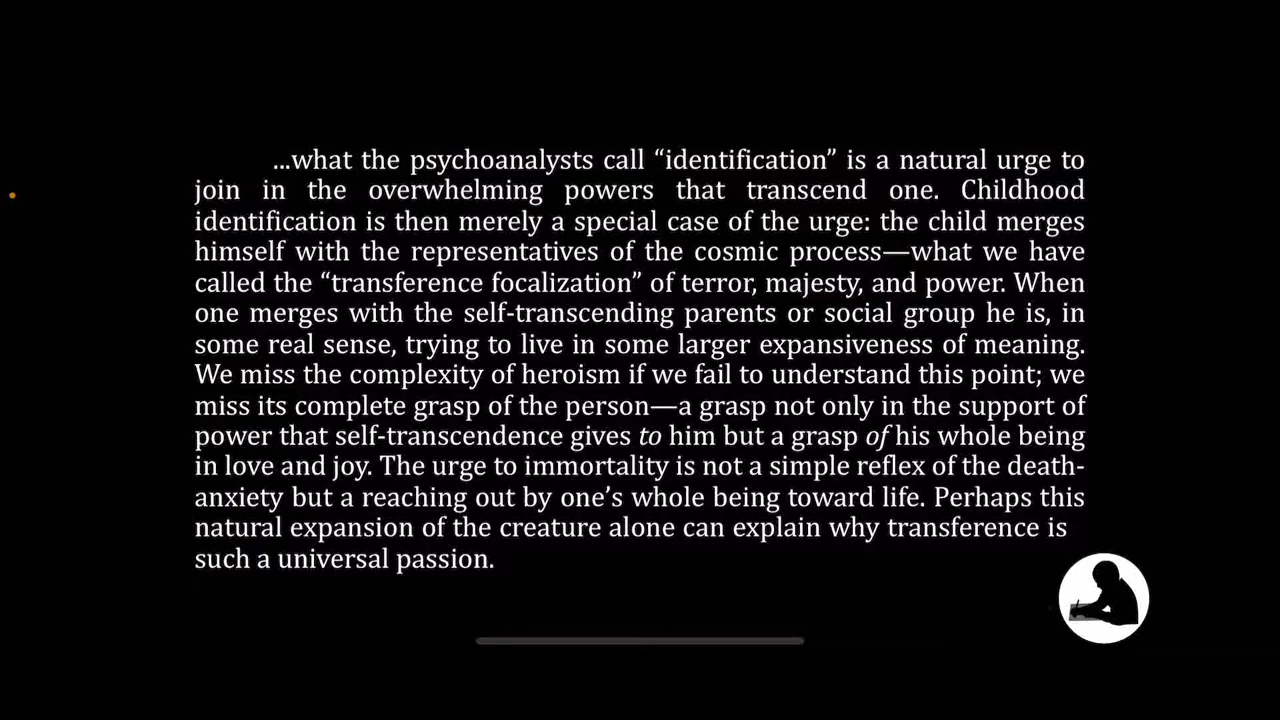 ...what the psychoanalysts call “identification” is a natural urge to
join in the overwhelming powers that transcend one. Childhood
identification is then merely a special case of the urge: the child merges
himself with the representatives of the cosmic process—what we have
called the “transference focalization” of terror, majesty, and power. When
one merges with the self-transcending parents or social group he is, in
some real sense, trying to live in some larger expansiveness of meaning.
We miss the complexity of heroism if we fail to understand this point; we
miss its complete grasp of the person—a grasp not only in the support of
power that self-transcendence gives to him but a grasp of his whole being
in love and joy. The urge to immortality is not a simple reflex of the death-
anxiety but a reaching out by one’s whole being toward life. Perhaps this
natural expansion of the creature alone can explain why transference is
such a universal passion.